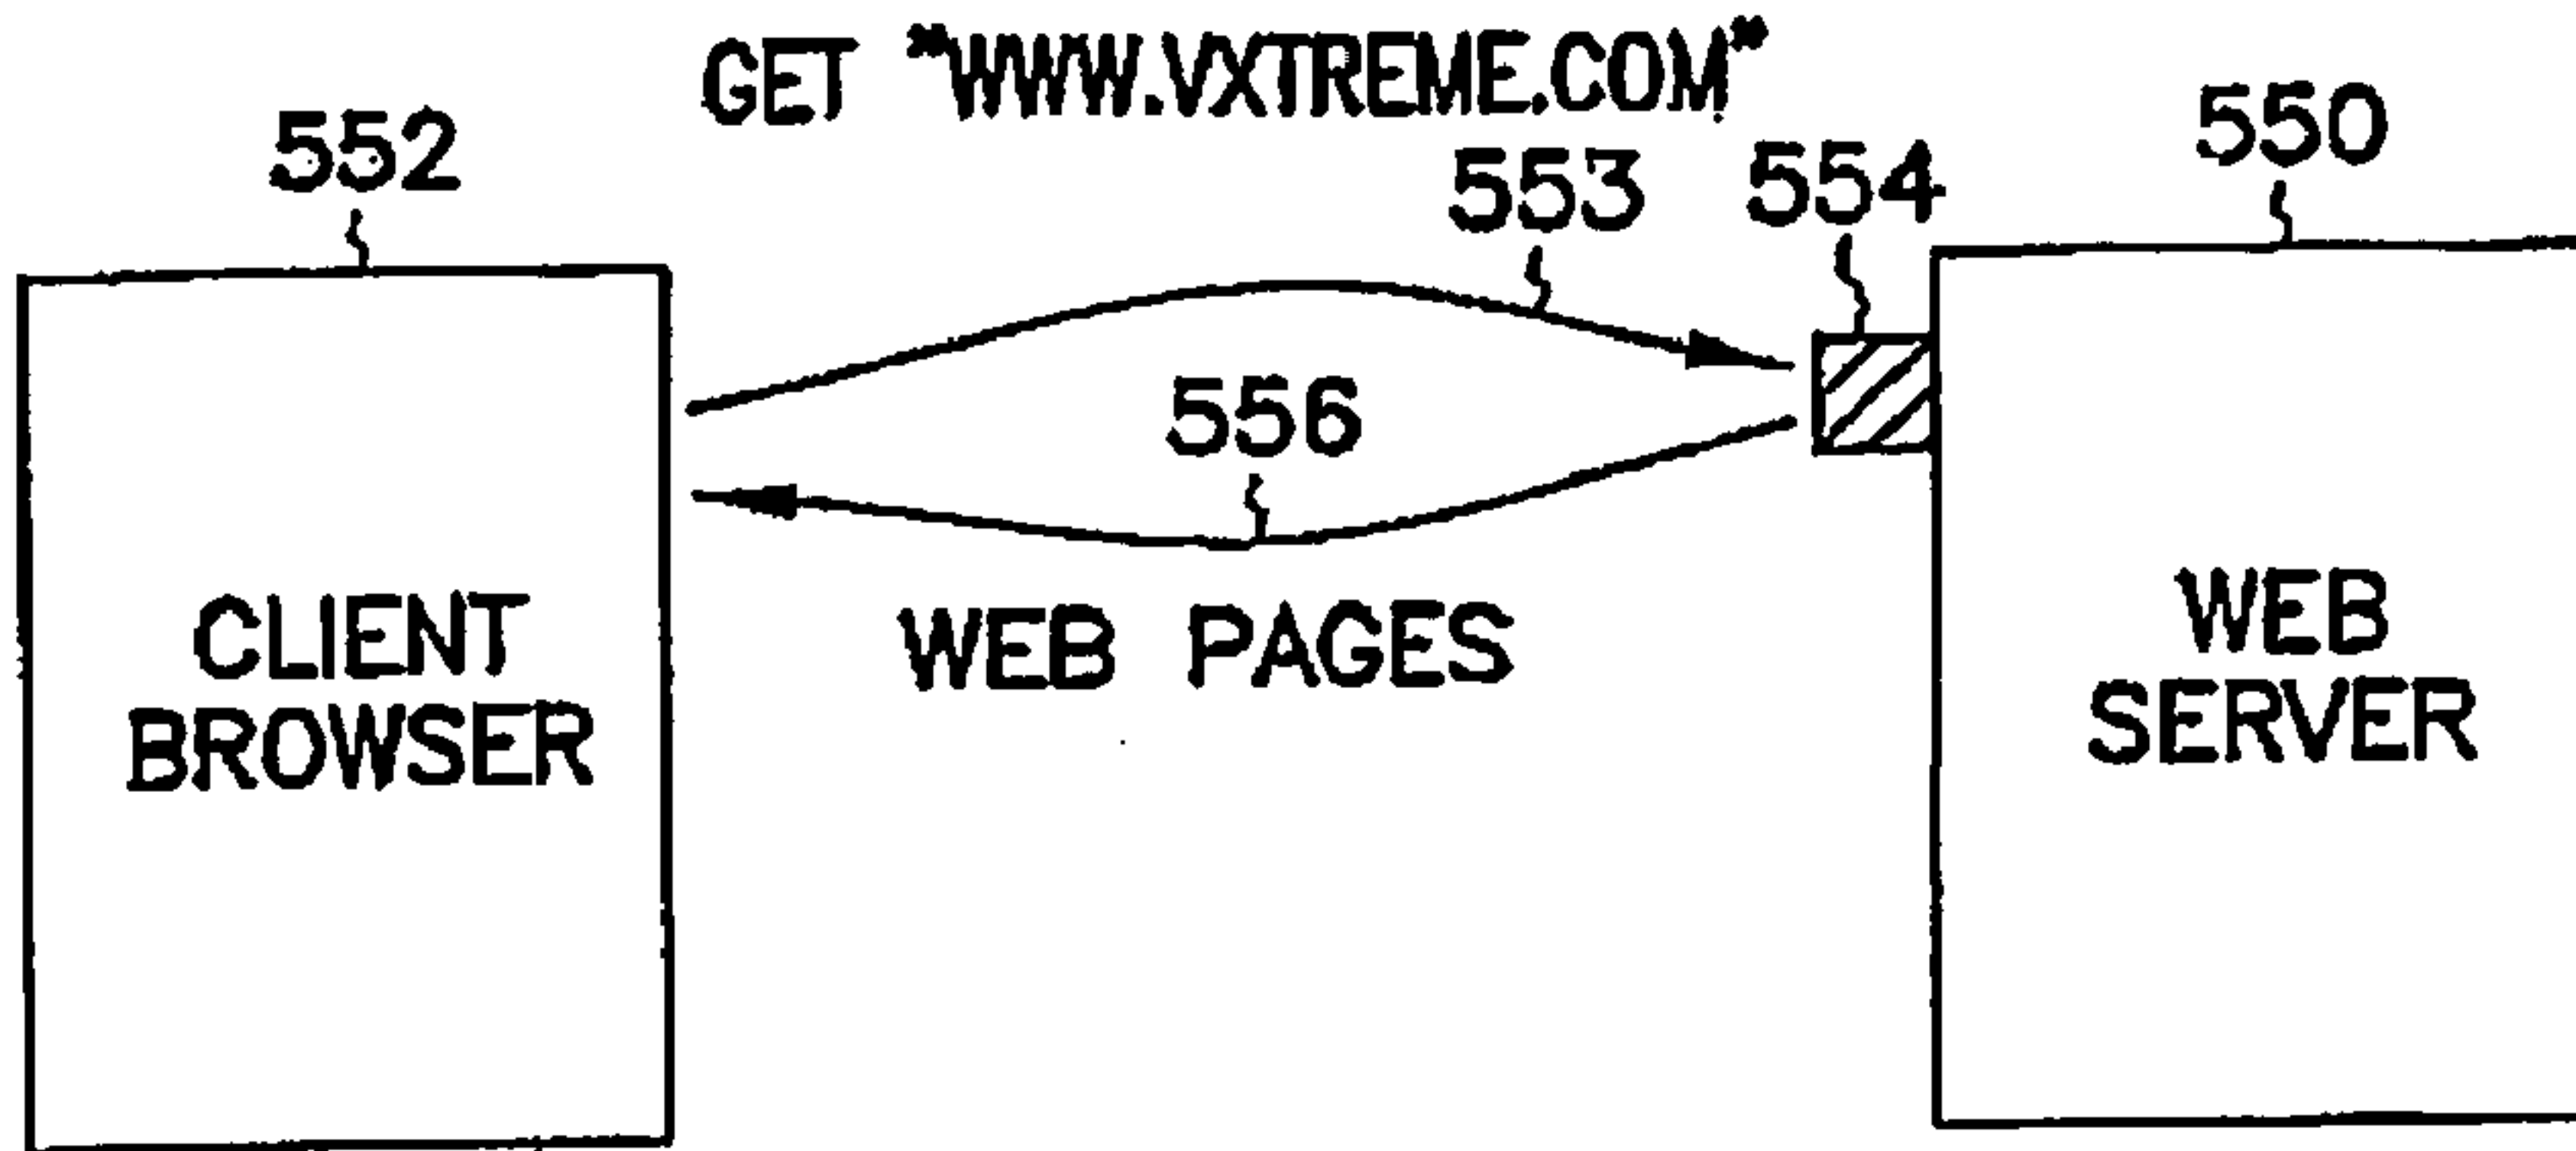 GET "WWW.VXTREME.COM"
552
553
554
550
556
CLIENT
BROWSER
WEB PAGES
WEB
SERVER